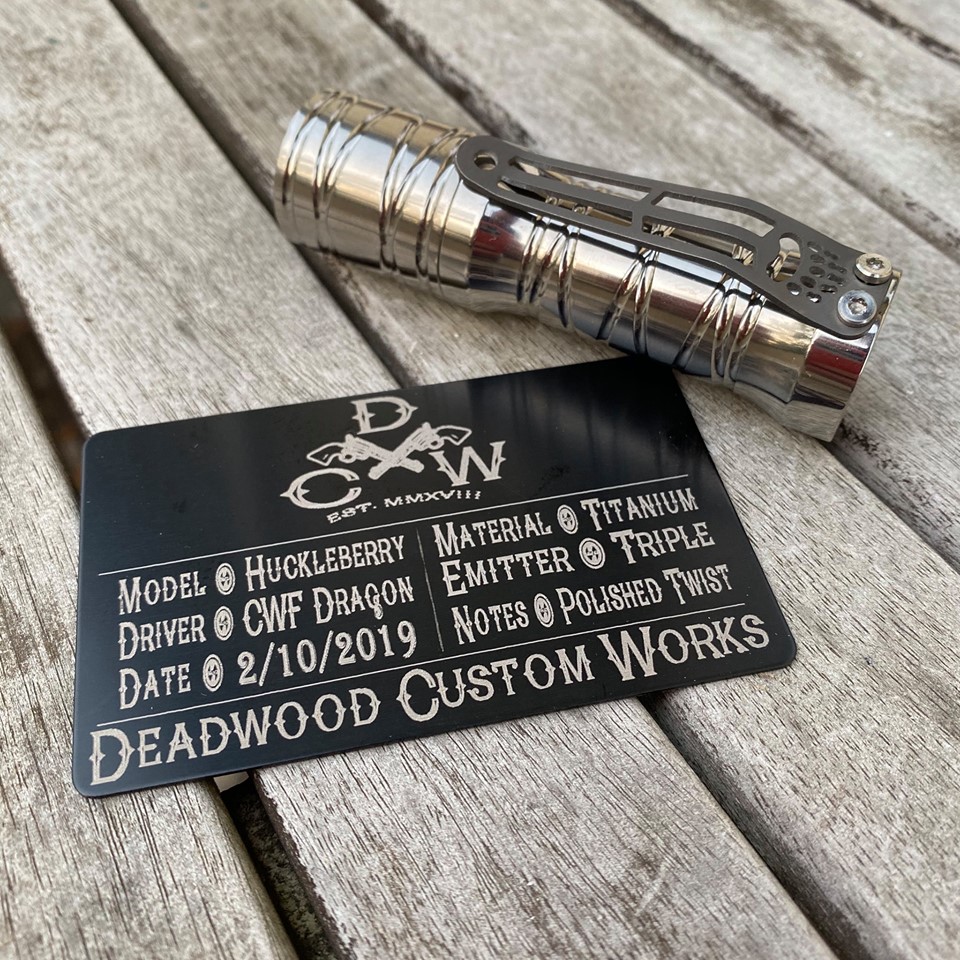 D
C W
EST. MMXVIII
MODEL HUCKLEBERRY
DRIVER CWF DRAGON
DATE 2/10/2019
MATERIAL TITANIUM
EMITTER TRIPLE
NOTES POLISHED TWIST
DEADWOOD CUSTOM WORKS